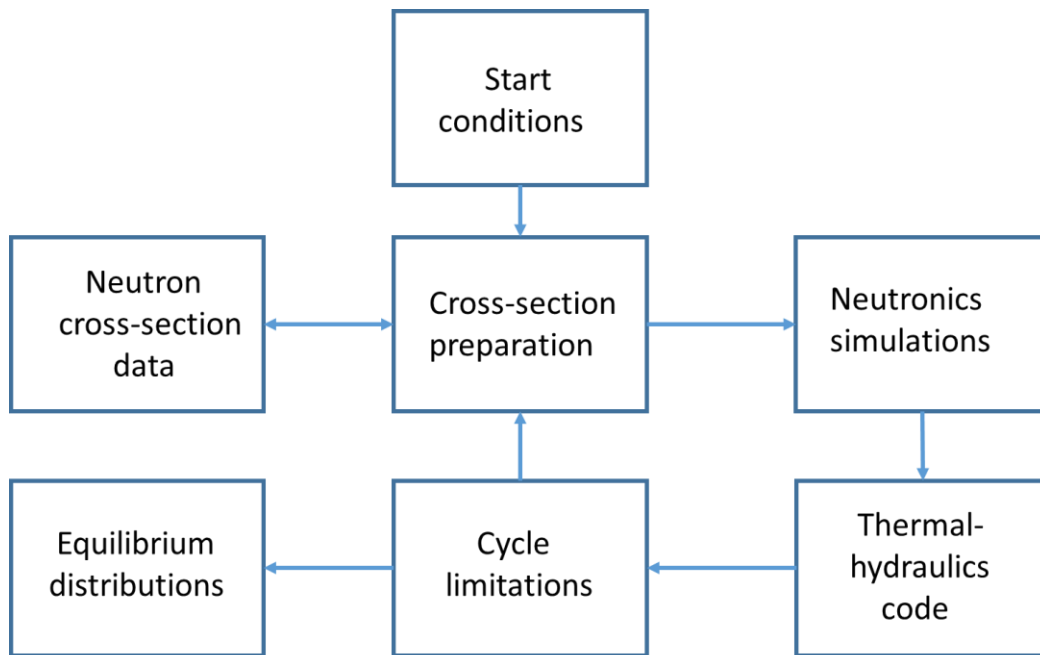 Start
conditions
Neutron
cross-section
data
Cross-section
preparation
Neutronics
simulations
Equilibrium
distributions
Cycle
limitations
Thermal-
hydraulics
code